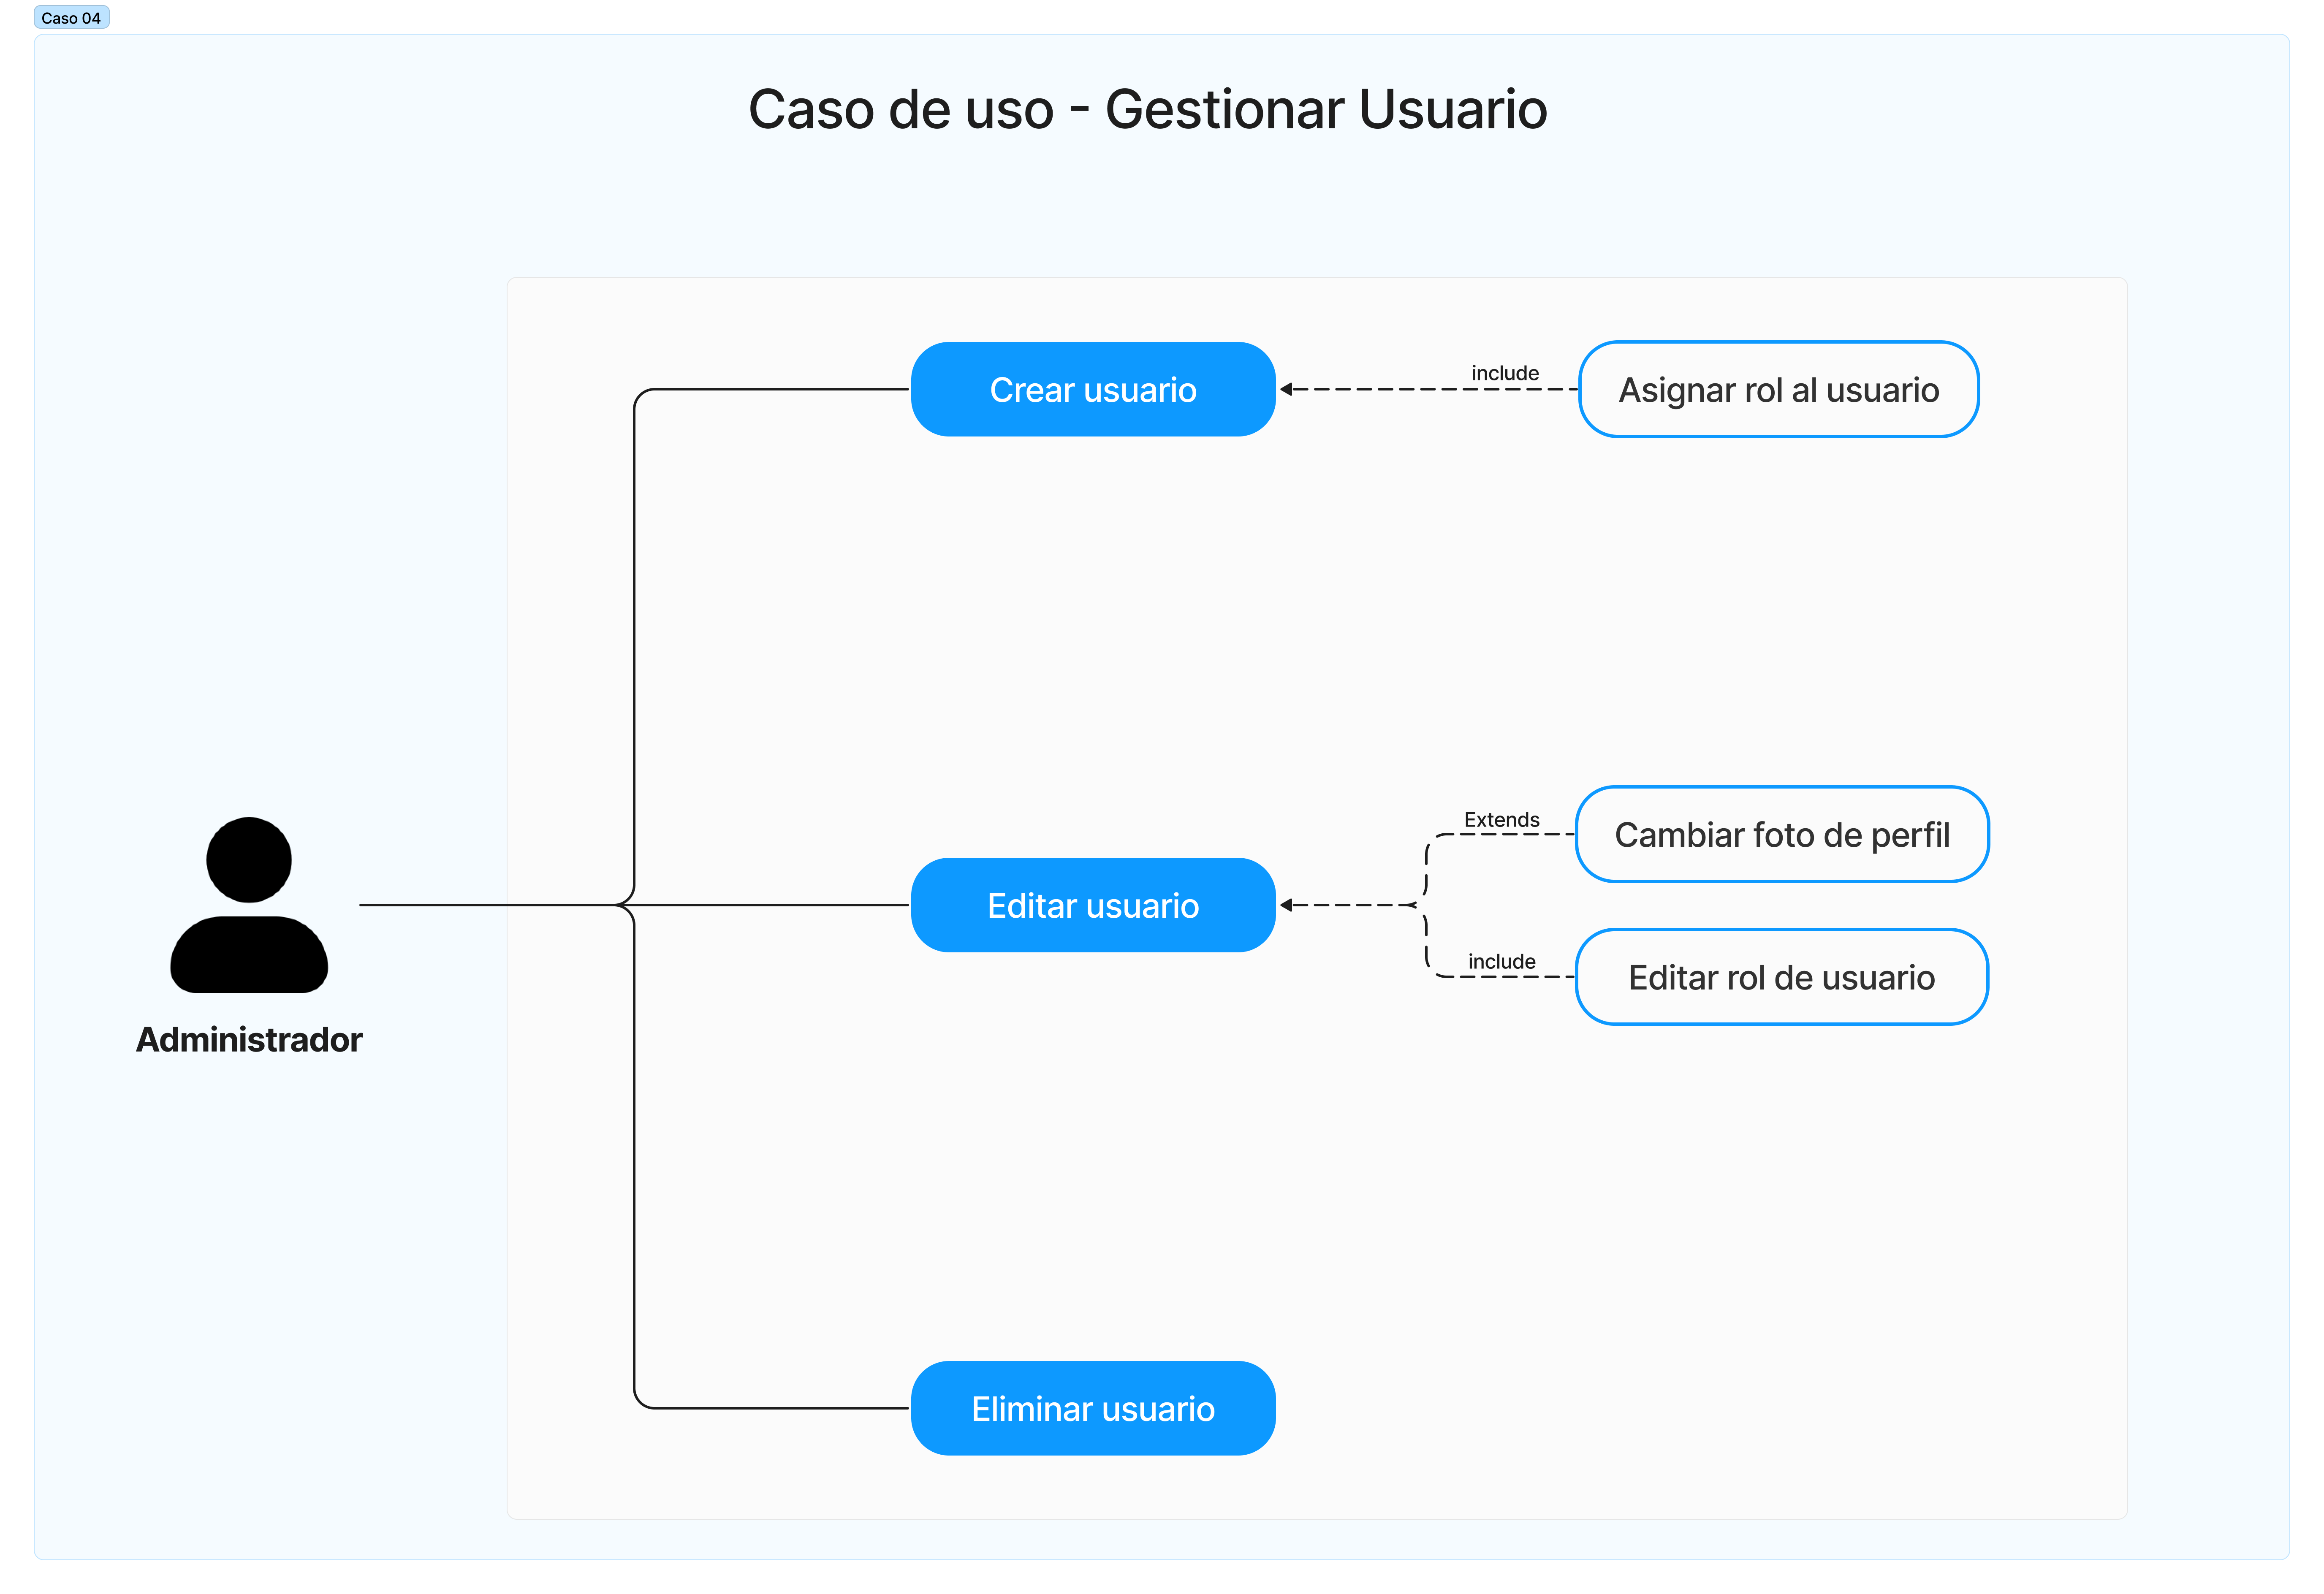 Caso 04
Caso de uso - Gestionar Usuario
Crear usuario
include
Asignar rol al usuario
Extends
Cambiar foto de perfil
Editar usuario
include
Editar rol de usuario
Administrador
Eliminar usuario